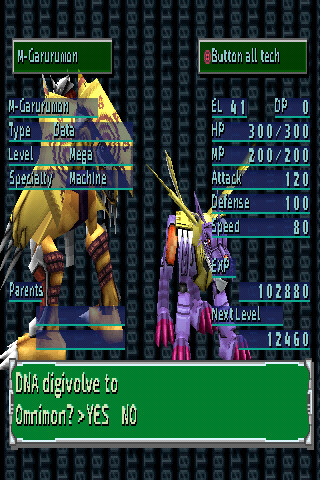 M-Garurumon
Button all tech
M-Garurumon
EL 41 DP 0
Type Data
HP 300/300
Level Mega
MP 200/200
Specialty Machine
Attack 120
Defense 100
Speed 80
EXP
Parents
102880
Next Level
12460
DNA digivolve to
Omnimon? >YES NO